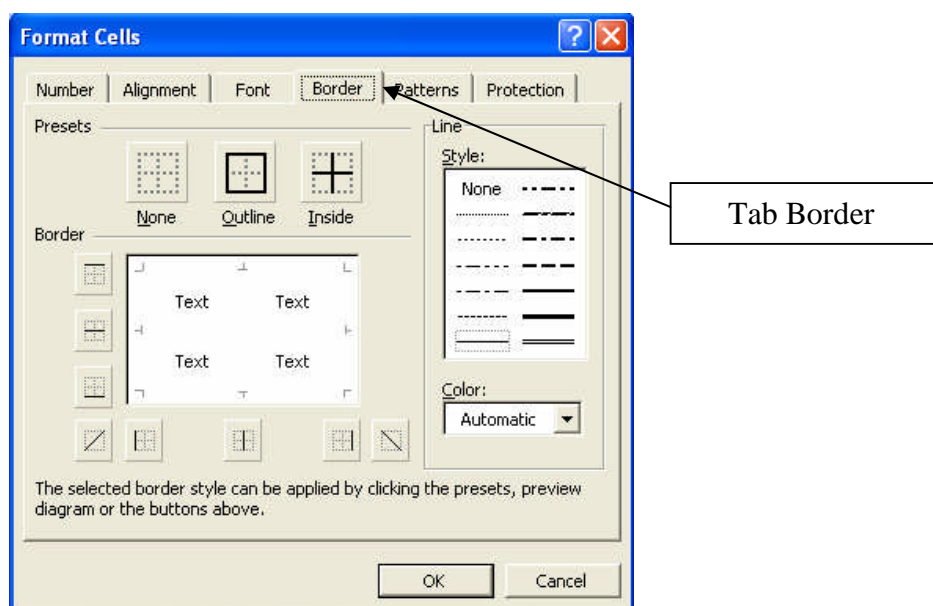 Format Cells
Number Alignment Font Border Patterns Protection
Presets
None Outline Inside
Border
Text Text
Text Text
Line
Style:
None
Color:
Automatic
The selected border style can be applied by clicking the presets, preview
diagram or the buttons above.
OK Cancel
Tab Border